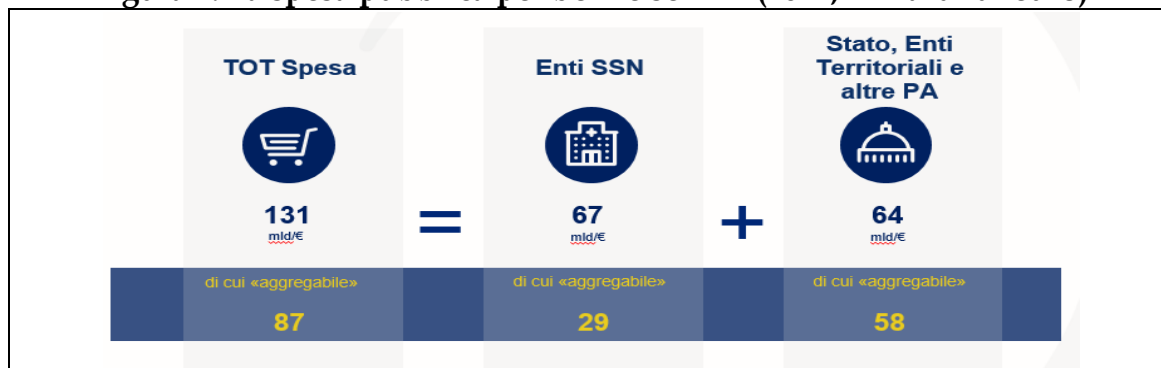 TOT Spesa
131
mld/€
di cui «aggregabile»
87
=
Enti SSN
67
mld/€
di cui «aggregabile»
29
+
Stato, Enti
Territoriali e
altre PA
64
mld/€
di cui «aggregabile»
58